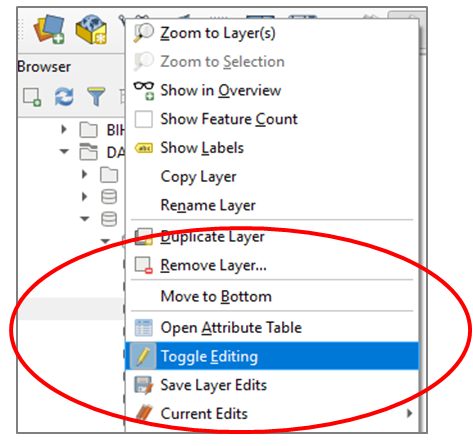 Zoom to Layer(s)
Browser
Zoom to Selection
Show in Overview
Show Feature Count
BIH
DA
Show Labels
abc
Copy Layer
Rename Layer
Duplicate Layer
Remove Layer...
Move to Bottom
Open Attribute Table
Toggle Editing
Save Layer Edits
Current Edits